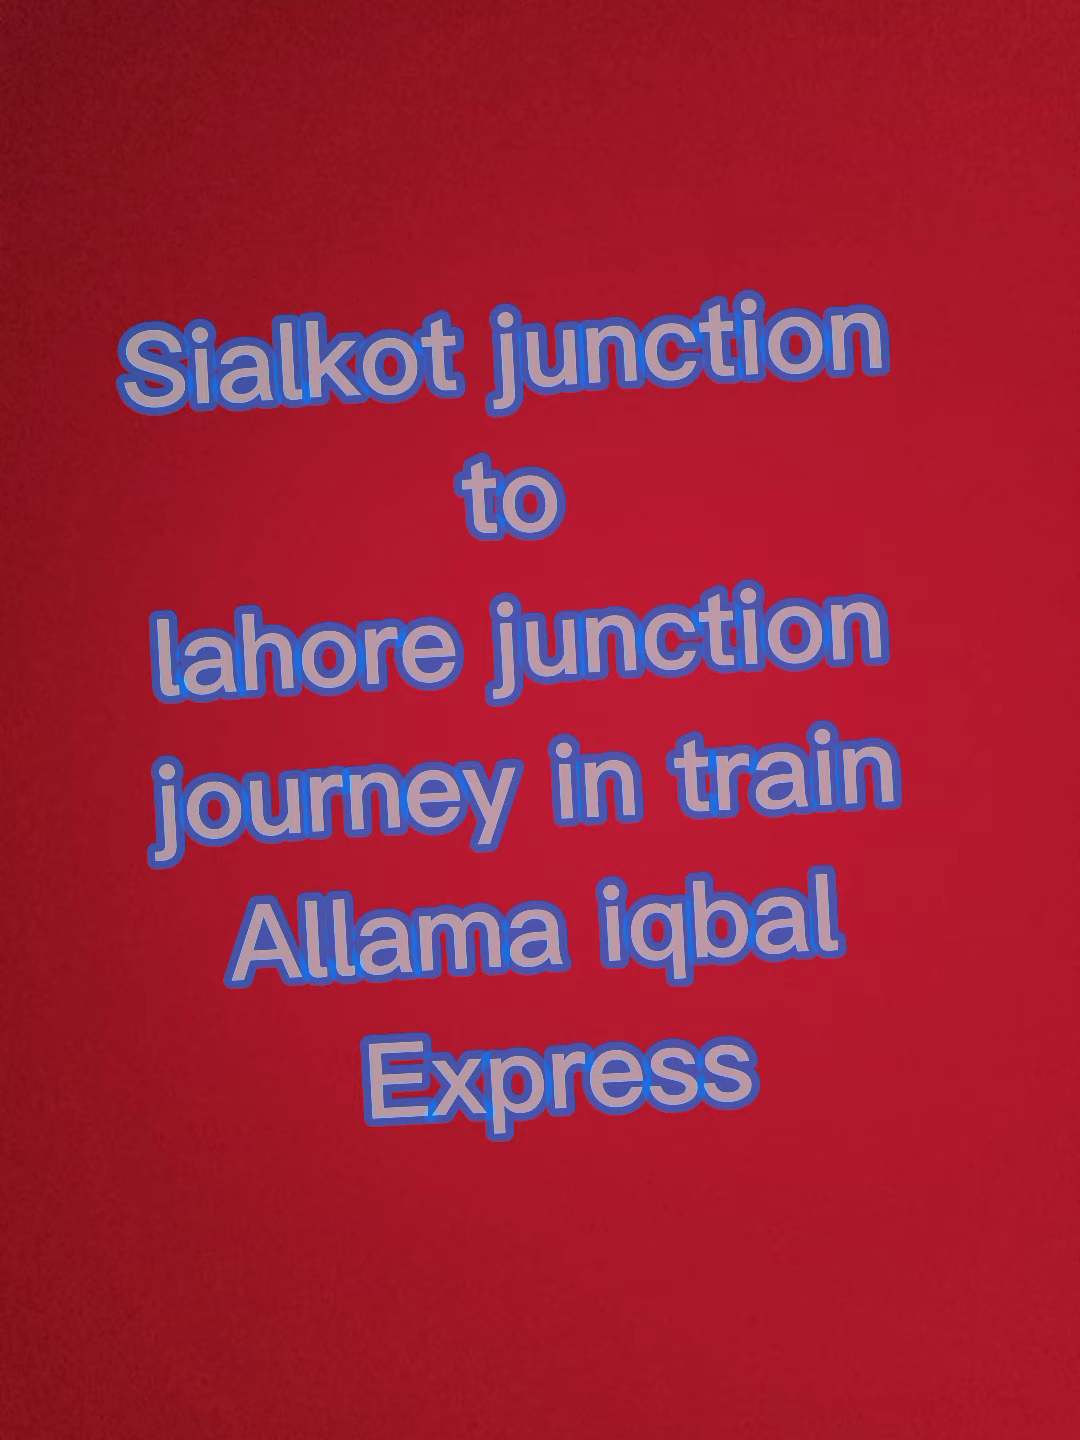 Sialkot junction
to
lahore junction
journey in train
Allama iqbal
Express